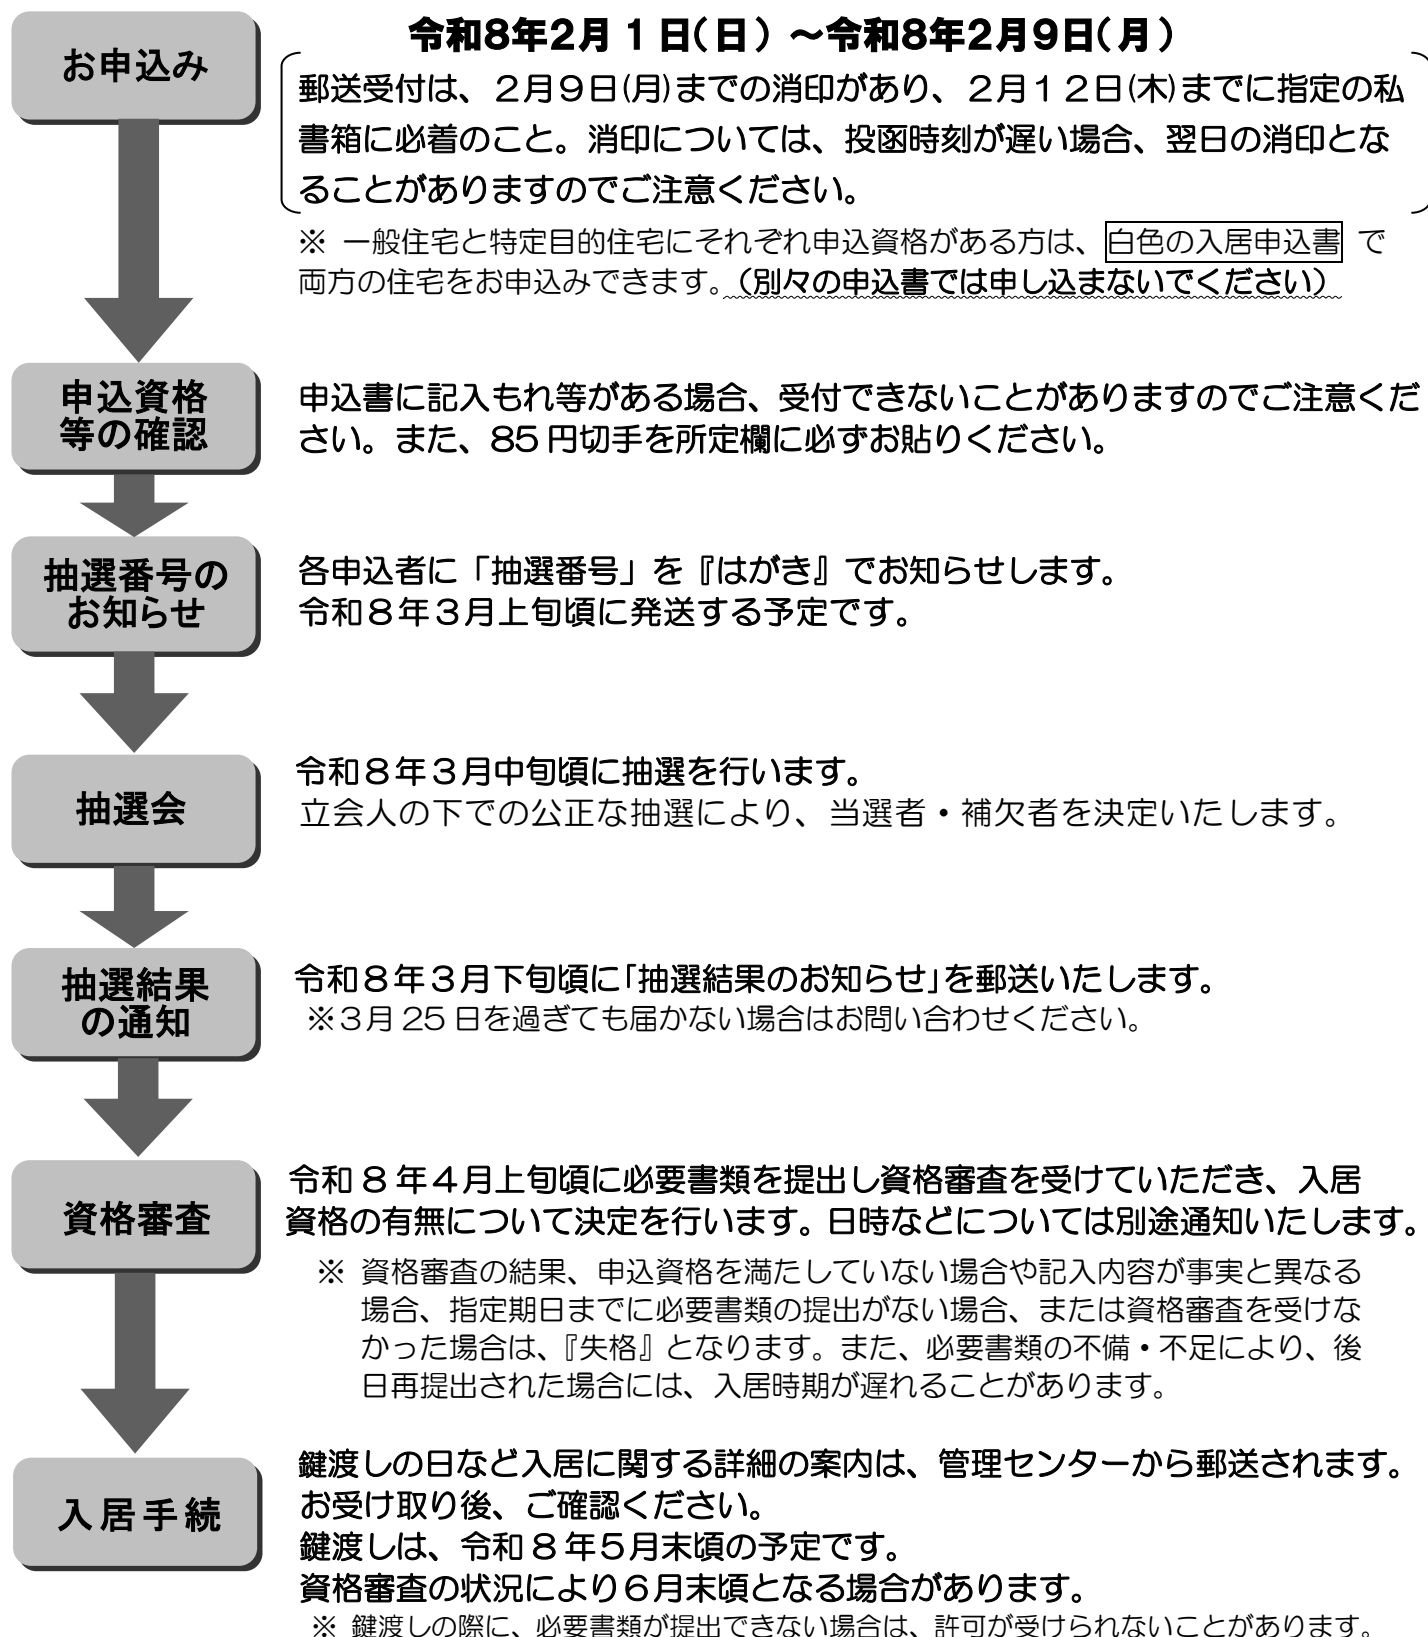 お申込み
令和8年2月1日(日)～令和8年2月9日(月)
郵送受付は、２月９日(月)までの消印があり、２月１２日(木)までに指定の私
書箱に必着のこと。消印については、投函時刻が遅い場合、翌日の消印とな
ることがありますのでご注意ください。
※ 一般住宅と特定目的住宅にそれぞれ申込資格がある方は、白色の入居申込書 で
両方の住宅をお申込みできます。（別々の申込書では申し込まないでください）
申込資格
等の確認
申込書に記入もれ等がある場合、受付できないことがありますのでご注意くだ
さい。また、85円切手を所定欄に必ずお貼りください。
抽選番号の
お知らせ
各申込者に「抽選番号」を『はがき』でお知らせします。
令和８年３月上旬頃に発送する予定です。
抽選会
令和８年３月中旬頃に抽選を行います。
立会人の下での公正な抽選により、当選者・補欠者を決定いたします。
抽選結果
の通知
令和８年３月下旬頃に「抽選結果のお知らせ」を郵送いたします。
※３月25日を過ぎても届かない場合はお問い合わせください。
資格審査
令和８年４月上旬頃に必要書類を提出し資格審査を受けていただき、入居
資格の有無について決定を行います。日時などについては別途通知いたします。
※ 資格審査の結果、申込資格を満たしていない場合や記入内容が事実と異なる
場合、指定期日までに必要書類の提出がない場合、または資格審査を受けな
かった場合は、『失格』となります。また、必要書類の不備・不足により、後
日再提出された場合には、入居時期が遅れることがあります。
入居手続
鍵渡しの日など入居に関する詳細の案内は、管理センターから郵送されます。
お受け取り後、ご確認ください。
鍵渡しは、令和８年５月末頃の予定です。
資格審査の状況により６月末頃となる場合があります。
※ 鍵渡しの際に、必要書類が提出できない場合は、許可が受けられないことがあります。